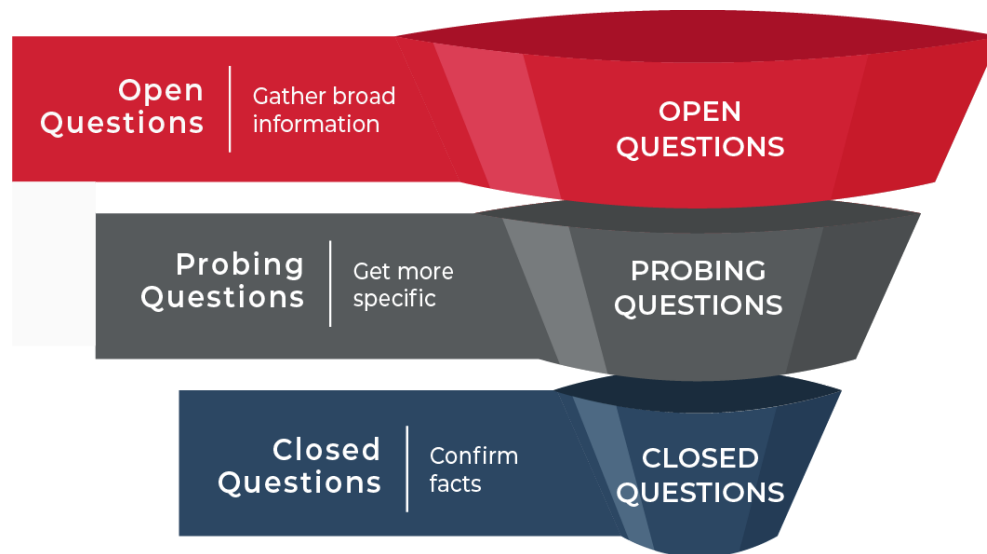 Open
Questions
Gather broad
information
OPEN
QUESTIONS
Probing
Questions
Get more
specific
PROBING
QUESTIONS
Closed
Questions
Confirm
facts
CLOSED
QUESTIONS